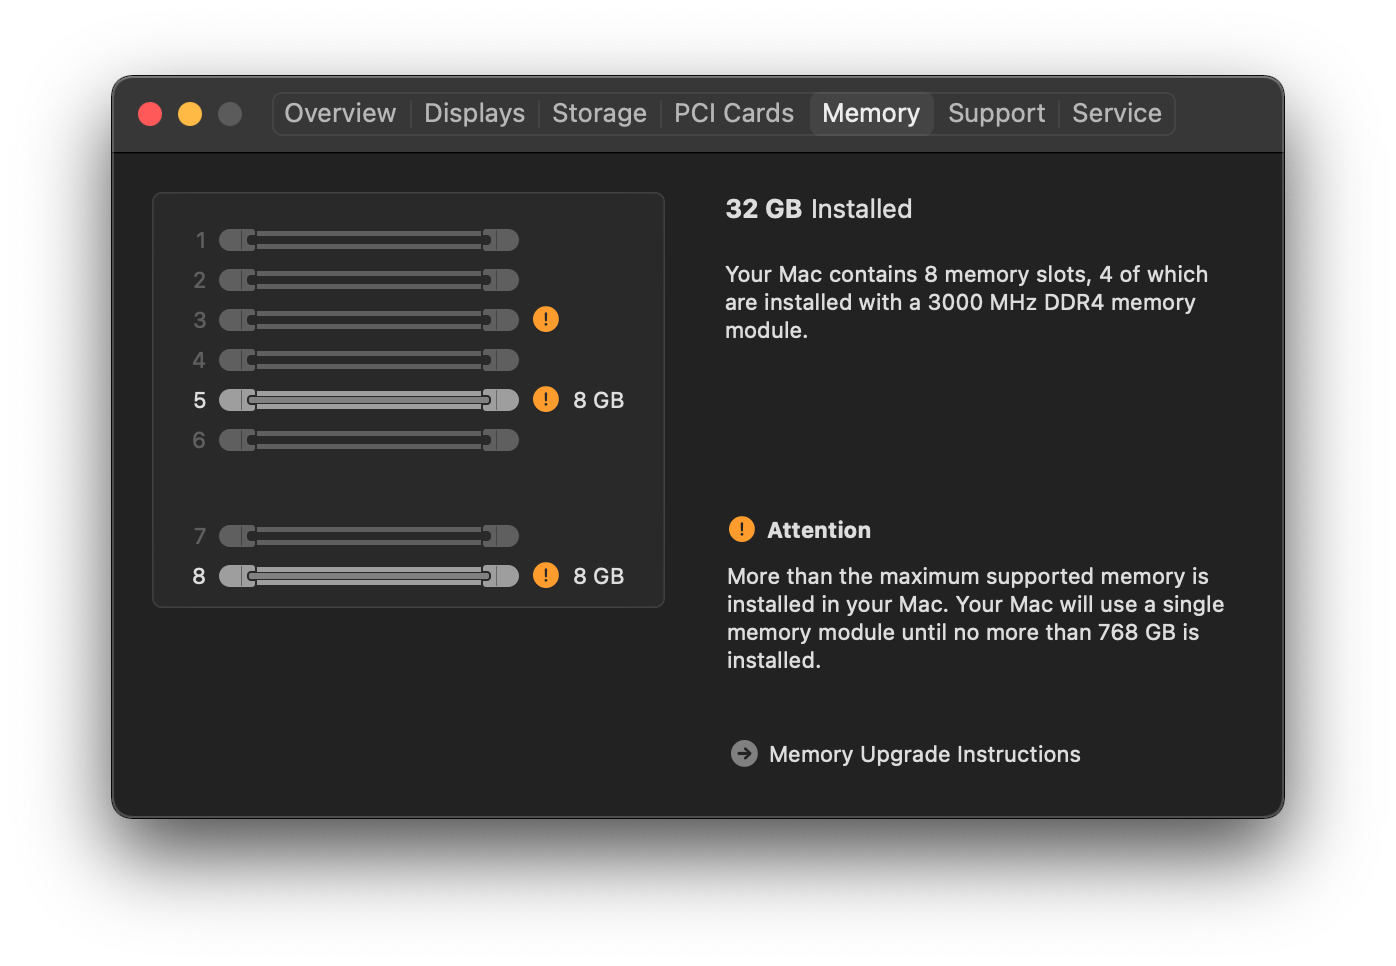 Overview Displays Storage PCI Cards Memory Support Service
1
2
3 !
4
5 ! 8 GB
6
7
8 ! 8 GB
32 GB Installed
Your Mac contains 8 memory slots, 4 of which
are installed with a 3000 MHz DDR4 memory
module.
! Attention
More than the maximum supported memory is
installed in your Mac. Your Mac will use a single
memory module until no more than 768 GB is
installed.
Memory Upgrade Instructions